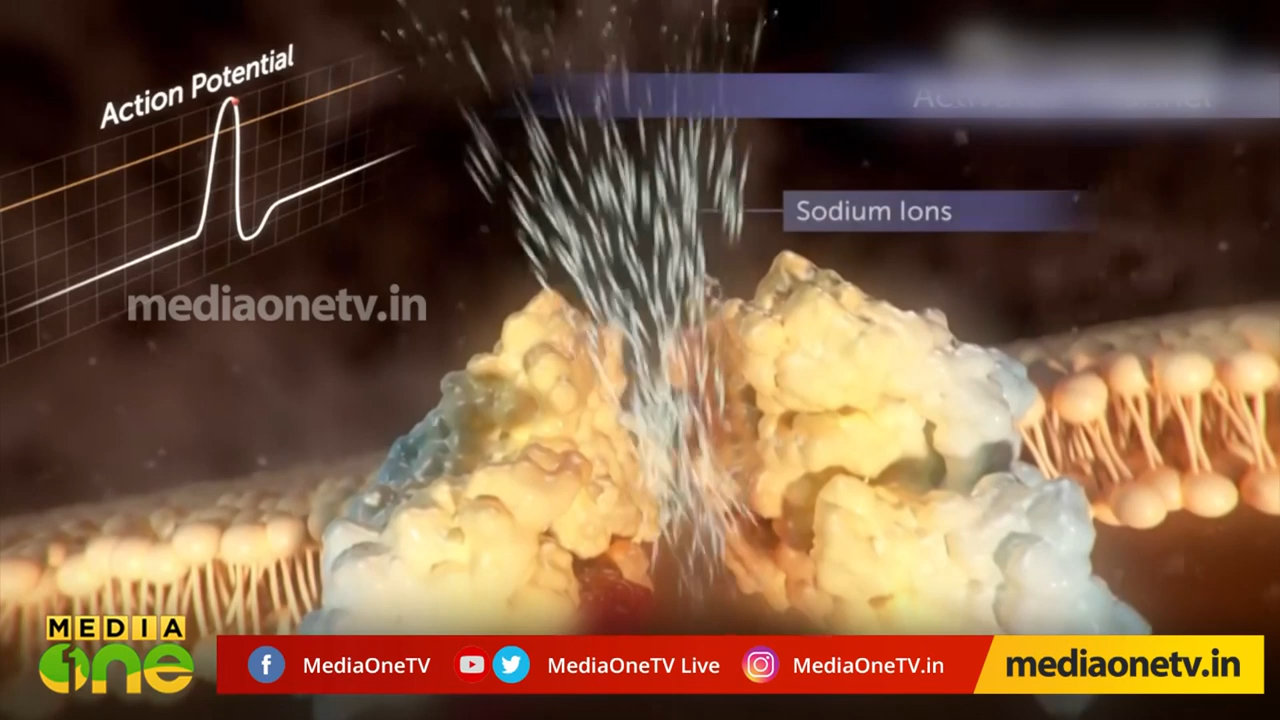 Action Potential
Sodium Ions
mediaonetv.in
MEDIA
one
MediaOneTV
MediaOneTV Live
MediaOneTV.in
mediaonetv.in